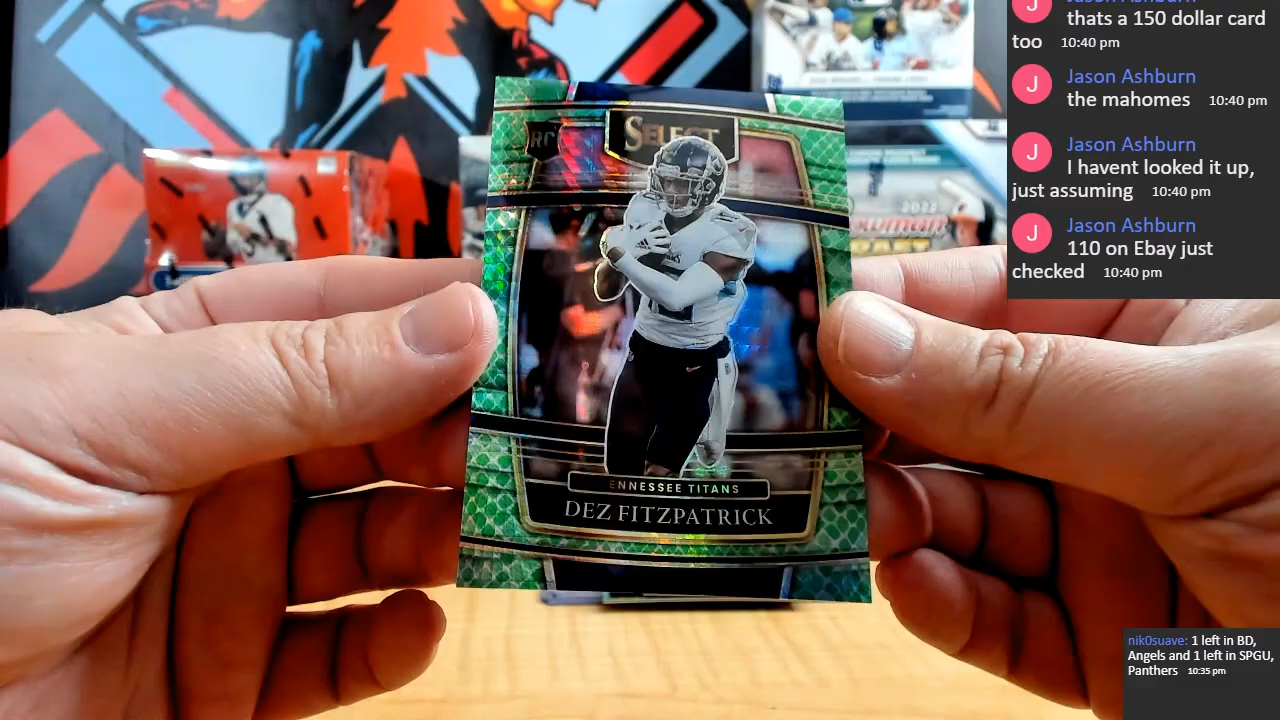 RC
SELECT
ENNESSEE TITANS
DEZ FITZPATRICK
2022
thats a 150 dollar card
too 10:40 pm
J
Jason Ashburn
the mahomes 10:40 pm
J
Jason Ashburn
I havent looked it up,
just assuming 10:40 pm
J
Jason Ashburn
110 on Ebay just
checked 10:40 pm
nik0suave: 1 left in BD,
Angels and 1 left in SPGU,
Panthers 10:35 pm